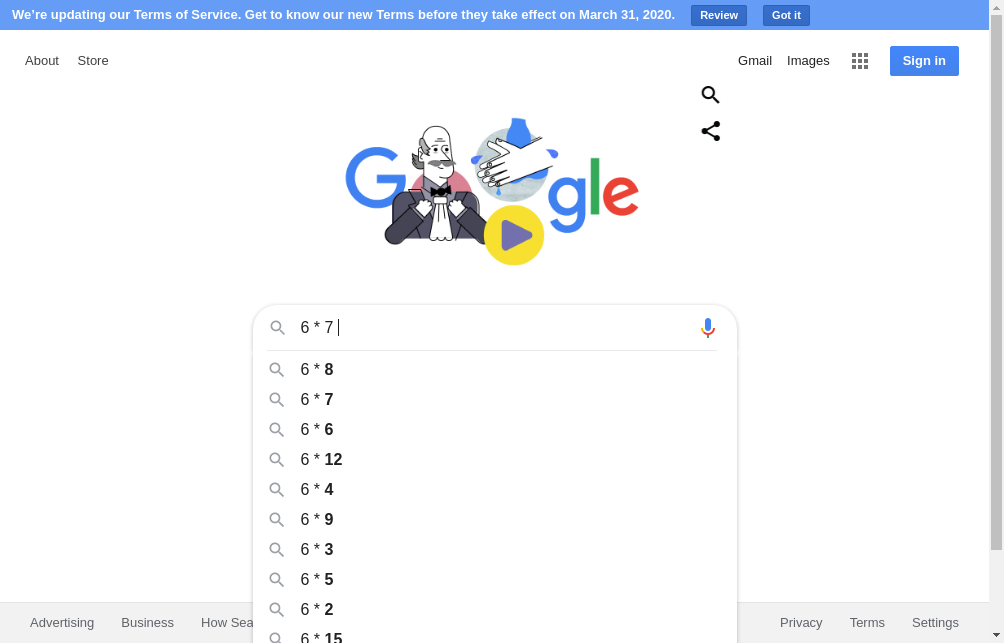 We're updating our Terms of Service. Get to know our new Terms before they take effect on March 31, 2020. Review Got it
About Store Gmail Images Sign in
Google
6 * 7
6 * 8
6 * 7
6 * 6
6 * 12
6 * 4
6 * 9
6 * 3
6 * 5
6 * 2
Advertising Business How Sea Privacy Terms Settings
6 * 15